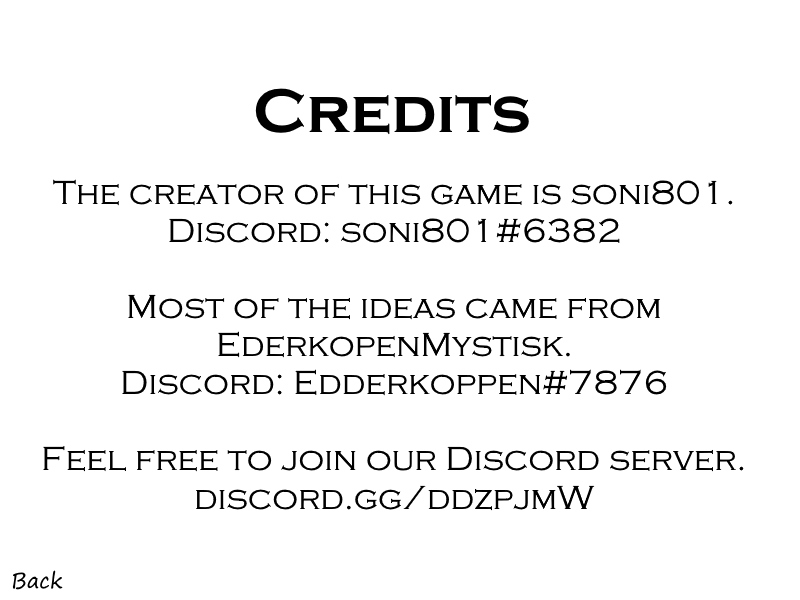 Credits
The creator of this game is soni801.
Discord: soni801#6382
Most of the ideas came from
EderkopenMystisk.
Discord: Edderkoppen#7876
Feel free to join our Discord server.
discord.gg/ddzpjmW
Back